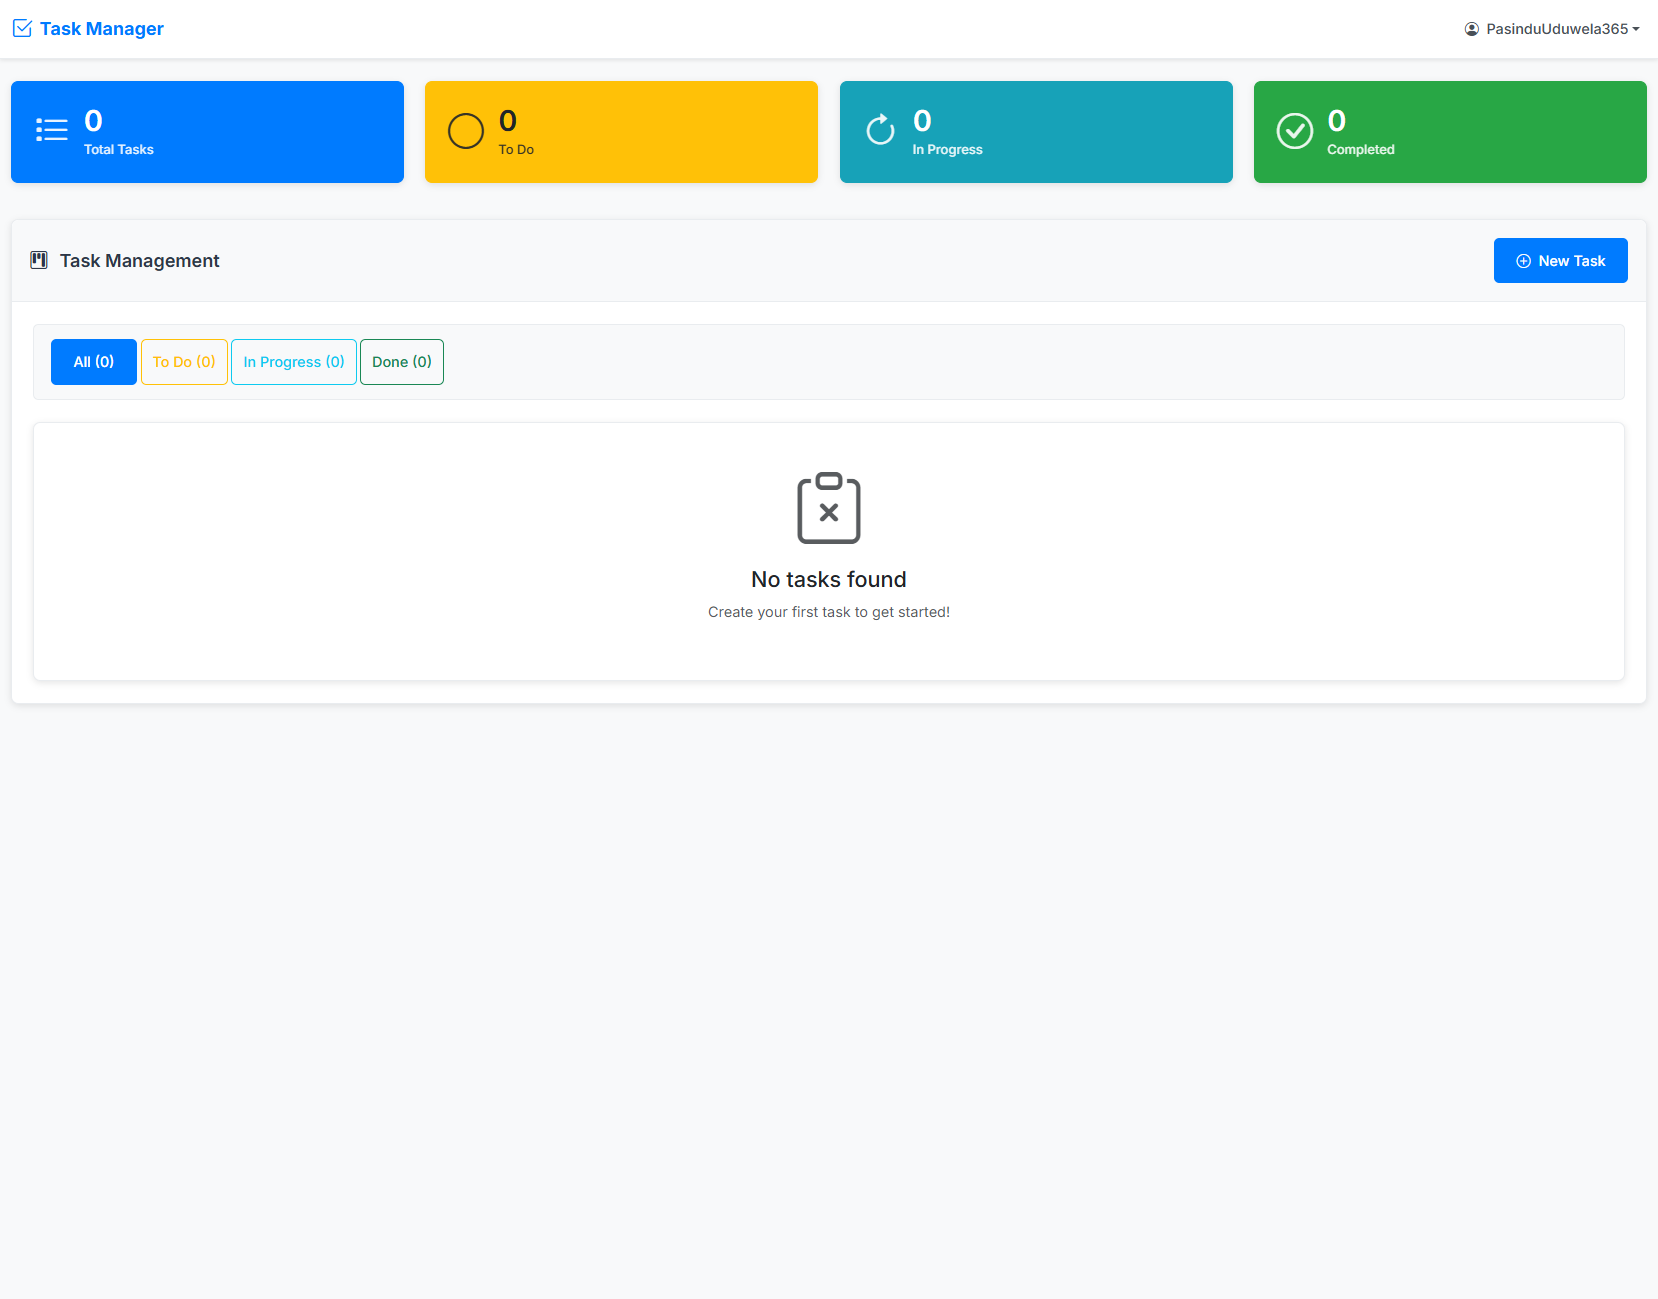 Task Manager
PasinduUduwela365
0
Total Tasks
0
To Do
0
In Progress
0
Completed
Task Management
New Task
All (0)
To Do (0)
In Progress (0)
Done (0)
No tasks found
Create your first task to get started!